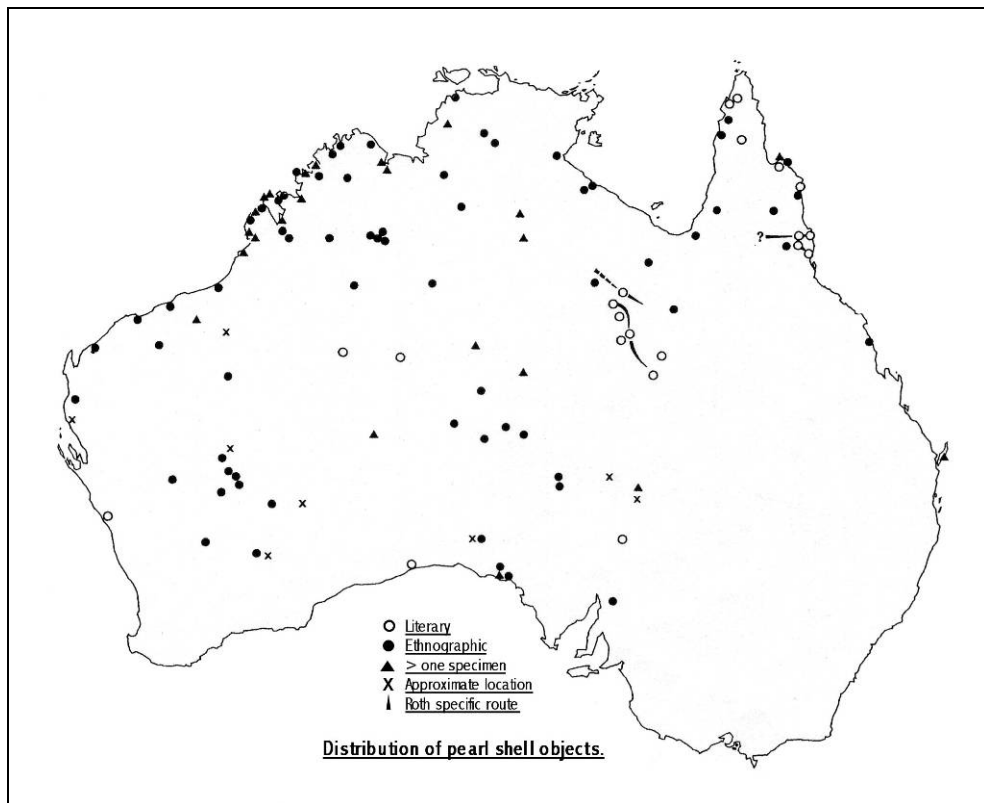 ?
Literary
Ethnographic
> one specimen
X Approximate location
Roth specific route
Distribution of pearl shell objects.